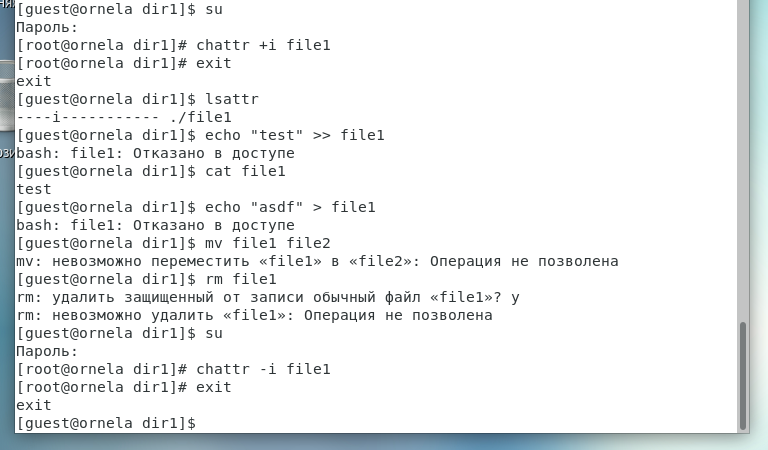 [guest@ornela dir1]$ su
Пароль:
[root@ornela dir1]# chattr +i file1
[root@ornela dir1]# exit
exit
[guest@ornela dir1]$ lsattr
----i----------- ./file1
[guest@ornela dir1]$ echo "test" >> file1
bash: file1: Отказано в доступе
[guest@ornela dir1]$ cat file1
test
[guest@ornela dir1]$ echo "asdf" > file1
bash: file1: Отказано в доступе
[guest@ornela dir1]$ mv file1 file2
mv: невозможно переместить «file1» в «file2»: Операция не позволена
[guest@ornela dir1]$ rm file1
rm: удалить защищенный от записи обычный файл «file1»? y
rm: невозможно удалить «file1»: Операция не позволена
[guest@ornela dir1]$ su
Пароль:
[root@ornela dir1]# chattr -i file1
[root@ornela dir1]# exit
exit
[guest@ornela dir1]$